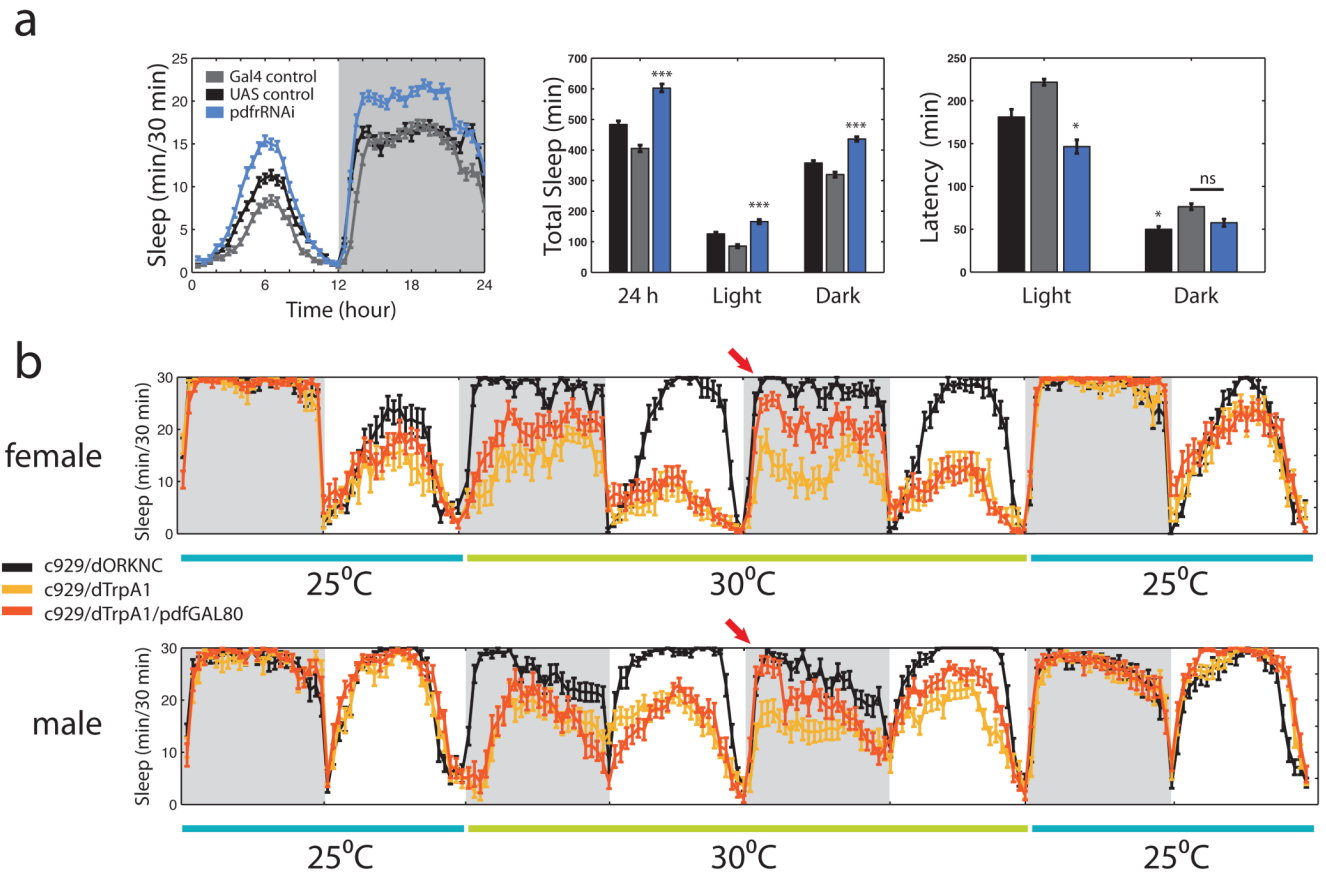 a
Sleep (min/30 min)
25
20
15
10
5
0
Gal4 control
UAS control
pdfrRNAi
0 6 12 18 24
Time (hour)
Total Sleep (min)
700
600
500
400
300
200
100
0
***
***
***
24 h Light Dark
Latency (min)
250
200
150
100
50
0
*
*
ns
Light Dark
b
female
Sleep (min/30 min)
30
20
10
0
25⁰C 30⁰C 25⁰C
c929/dORKNC
c929/dTrpA1
c929/dTrpA1/pdfGAL80
male
Sleep (min/30 min)
30
20
10
0
25⁰C 30⁰C 25⁰C